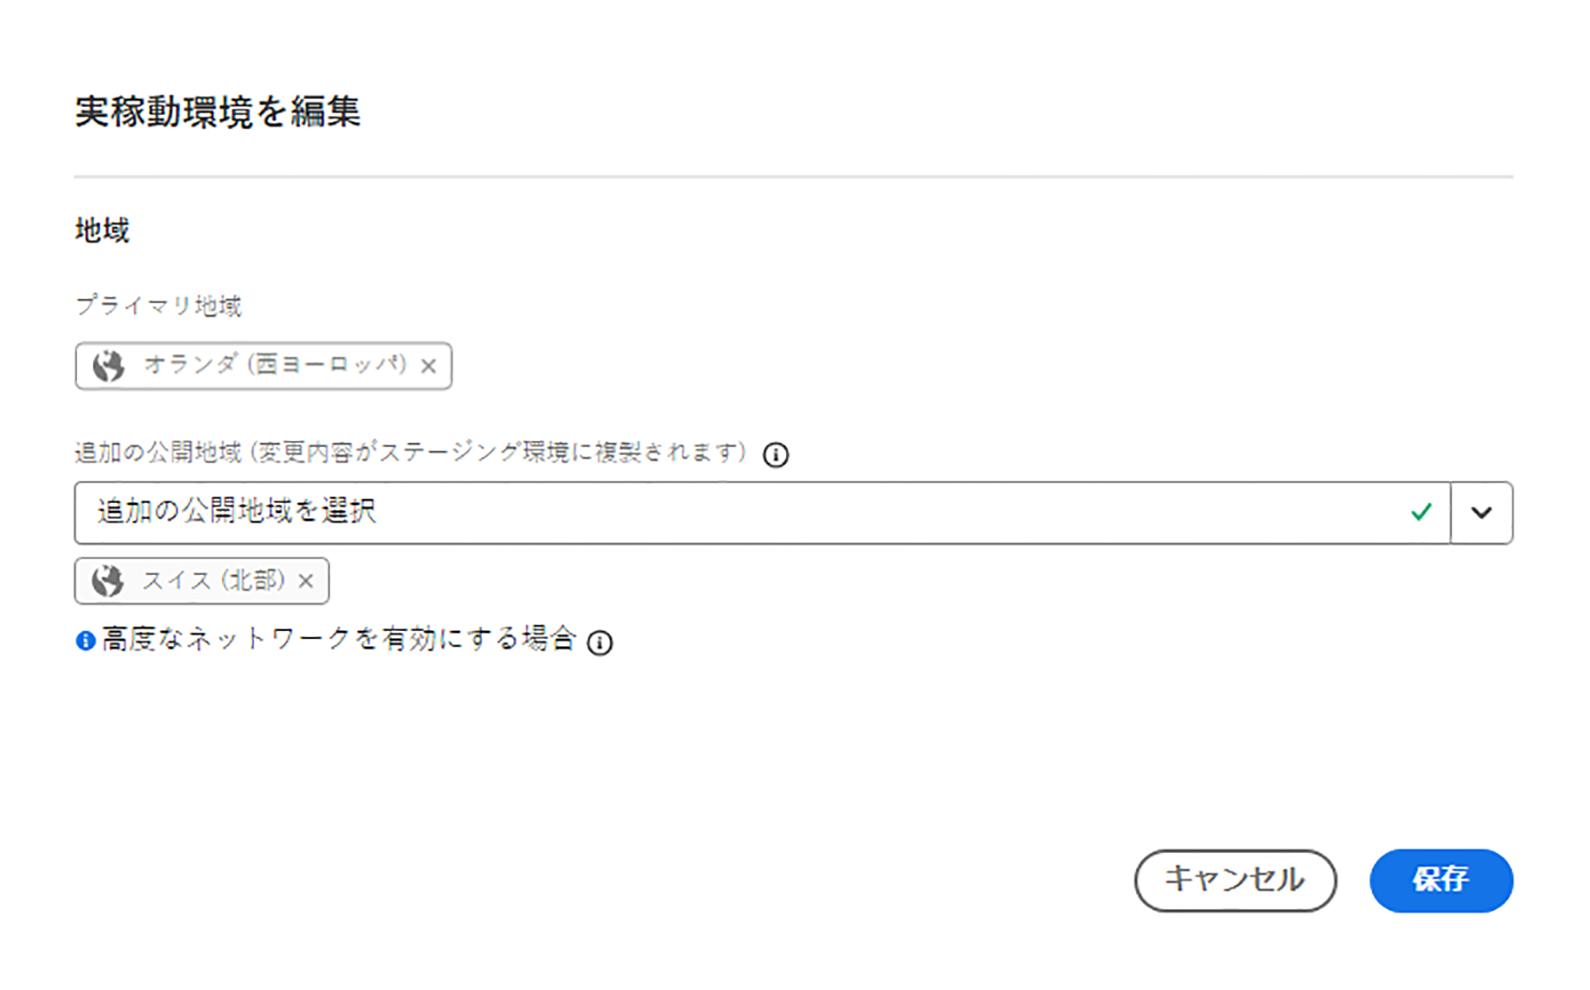 実稼動環境を編集
地域
プライマリ地域
オランダ (西ヨーロッパ)
追加の公開地域 (変更内容がステージング環境に複製されます)
追加の公開地域を選択
スイス (北部)
高度なネットワークを有効にする場合
キャンセル
保存